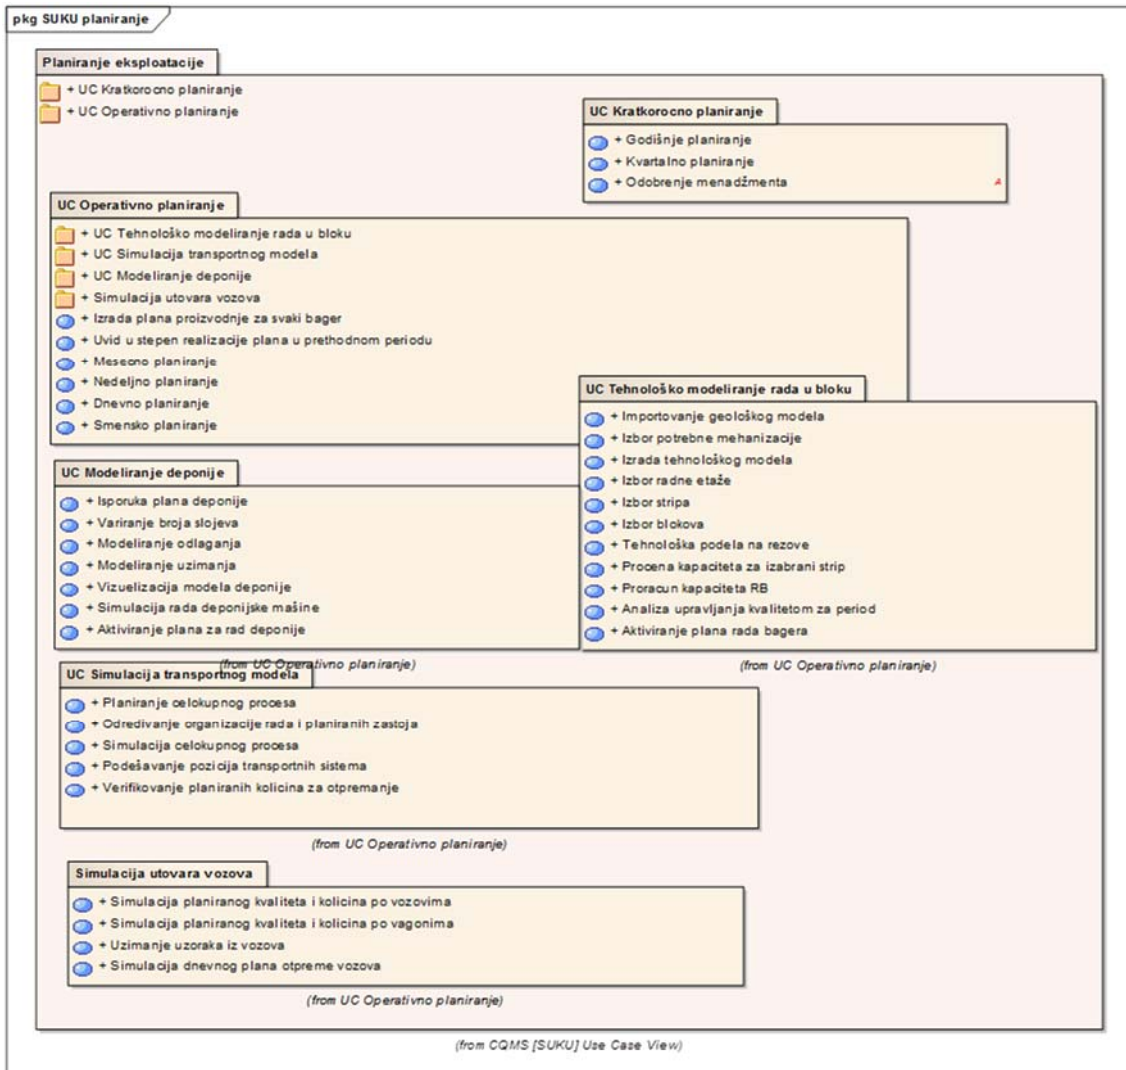 pkg SUKU planiranje
Planiranje eksploatacije
+ UC Kratkorocno planiranje
+ UC Operativno planiranje
UC Kratkorocno planiranje
+ Godišnje planiranje
+ Kvartalno planiranje
+ Odobrenje menadžmenta
UC Operativno planiranje
+ UC Tehnološko modeliranje rada u bloku
+ UC Simulacija transportnog modela
+ UC Modeliranje deponije
+ Simulacija utovara vozova
+ Izrada plana proizvodnje za svaki bager
+ Uvid u stepen realizacije plana u prethodnom periodu
+ Mesecno planiranje
+ Nedeljno planiranje
+ Dnevno planiranje
+ Smensko planiranje
UC Tehnološko modeliranje rada u bloku
+ Importovanje geološkog modela
+ Izbor potrebne mehanizacije
+ Izrada tehnološkog modela
+ Izbor radne etaže
+ Izbor stripa
+ Izbor blokova
+ Tehnološka podela na rezove
+ Procena kapaciteta za izabrani strip
+ Proracun kapaciteta RB
+ Analiza upravljanja kvalitetom za period
+ Aktiviranje plana rada bagera
(from UC Operativno planiranje)
UC Modeliranje deponije
+ Isporuka plana deponije
+ Variranje broja slojeva
+ Modeliranje odlaganja
+ Modeliranje uzimanja
+ Vizuelizacija modela deponije
+ Simulacija rada deponijske mašine
+ Aktiviranje plana za rad deponije
(from UC Operativno planiranje)
UC Simulacija transportnog modela
+ Planiranje celokupnog procesa
+ Odredivanje organizacije rada i planiranih zastoja
+ Simulacija celokupnog procesa
+ Podešavanje pozicija transportnih sistema
+ Verifikovanje planiranih kolicina za otpremanje
(from UC Operativno planiranje)
Simulacija utovara vozova
+ Simulacija planiranog kvaliteta i kolicina po vozovima
+ Simulacija planiranog kvaliteta i kolicina po vagonima
+ Uzimanje uzoraka iz vozova
+ Simulacija dnevnog plana otpreme vozova
(from UC Operativno planiranje)
(from CQMS [SUKU] Use Case View)